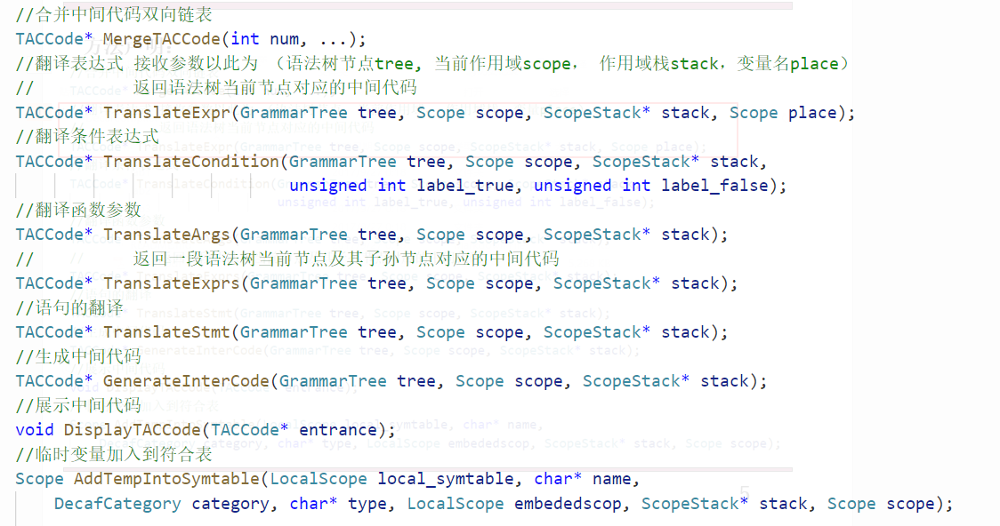 //合并中间代码双向链表
TACCode* MergeTACCode(int num, ...);
//翻译表达式 接收参数以此为 （语法树节点tree, 当前作用域scope， 作用域栈stack，变量名place）
// 返回语法树当前节点对应的中间代码
TACCode* TranslateExpr(GrammarTree tree, Scope scope, ScopeStack* stack, Scope place);
//翻译条件表达式
TACCode* TranslateCondition(GrammarTree tree, Scope scope, ScopeStack* stack,
unsigned int label_true, unsigned int label_false);
//翻译函数参数
TACCode* TranslateArgs(GrammarTree tree, Scope scope, ScopeStack* stack);
// 返回一段语法树当前节点及其子孙节点对应的中间代码
TACCode* TranslateExprs(GrammarTree tree, Scope scope, ScopeStack* stack);
//语句的翻译
TACCode* TranslateStmt(GrammarTree tree, Scope scope, ScopeStack* stack);
//生成中间代码
TACCode* GenerateInterCode(GrammarTree tree, Scope scope, ScopeStack* stack);
//展示中间代码
void DisplayTACCode(TACCode* entrance);
//临时变量加入到符合表
Scope AddTempIntoSymtable(LocalScope local_symtable, char* name,
DecafCategory category, char* type, LocalScope embededscop, ScopeStack* stack, Scope scope);
5